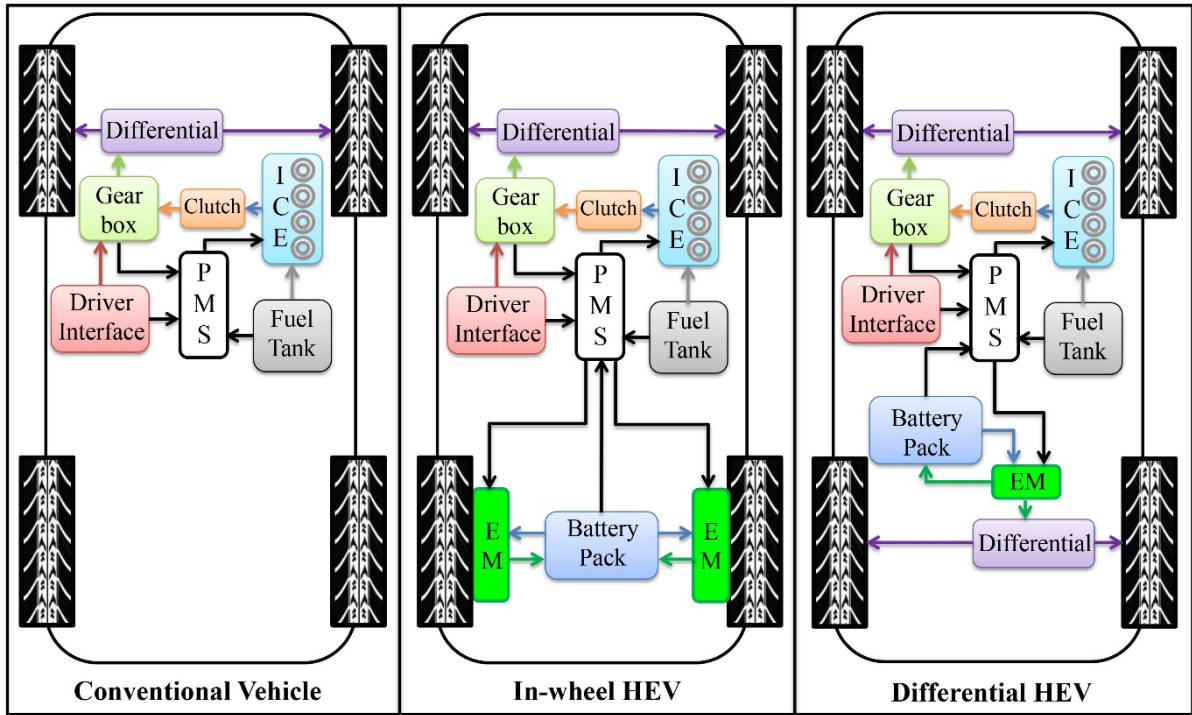 Differential
I
C
E
Gear
box
Clutch
P
M
S
Driver
Interface
Fuel
Tank
Conventional Vehicle
Differential
I
C
E
Gear
box
Clutch
P
M
S
Driver
Interface
Fuel
Tank
E
M
Battery
Pack
E
M
In-wheel HEV
Differential
I
C
E
Gear
box
Clutch
P
M
S
Driver
Interface
Fuel
Tank
Battery
Pack
EM
Differential
Differential HEV